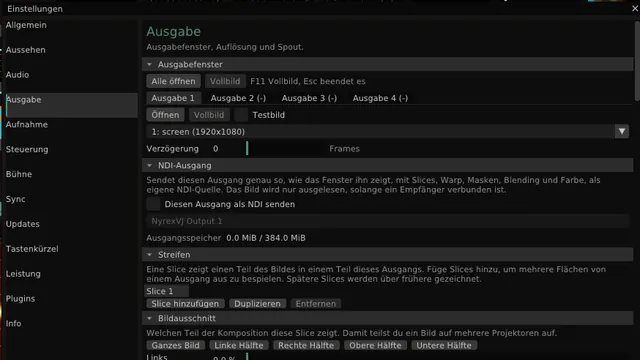 Einstellungen
Allgemein
Aussehen
Audio
Ausgabe
Aufnahme
Steuerung
Bühne
Sync
Updates
Tastenkürzel
Leistung
Plugins
Info
Ausgabe
Ausgabefenster, Auflösung und Spout.
Ausgabefenster
Alle öffnen Vollbild F11 Vollbild, Esc beendet es
Ausgabe 1 Ausgabe 2 (-) Ausgabe 3 (-) Ausgabe 4 (-)
Öffnen Vollbild Testbild
1: screen (1920x1080)
Verzögerung 0 Frames
NDI-Ausgang
Sendet diesen Ausgang genau so, wie das Fenster ihn zeigt, mit Slices, Warp, Masken, Blending und Farbe, als
eigene NDI-Quelle. Das Bild wird nur ausgelesen, solange ein Empfänger verbunden ist.
Diesen Ausgang als NDI senden
NyrexVJ Output 1
Ausgangsspeicher 0.0 MiB / 384.0 MiB
Streifen
Eine Slice zeigt einen Teil des Bildes in einem Teil dieses Ausgangs. Füge Slices hinzu, um mehrere Flächen von
einem Ausgang aus zu bespielen. Spätere Slices werden über frühere gezeichnet.
Slice 1
Slice hinzufügen Duplizieren Entfernen
Bildausschnitt
Welchen Teil der Komposition diese Slice zeigt. Damit teilst du ein Bild auf mehrere Projektoren auf.
Ganzes Bild Linke Hälfte Rechte Hälfte Obere Hälfte Untere Hälfte
Links 0.0 %